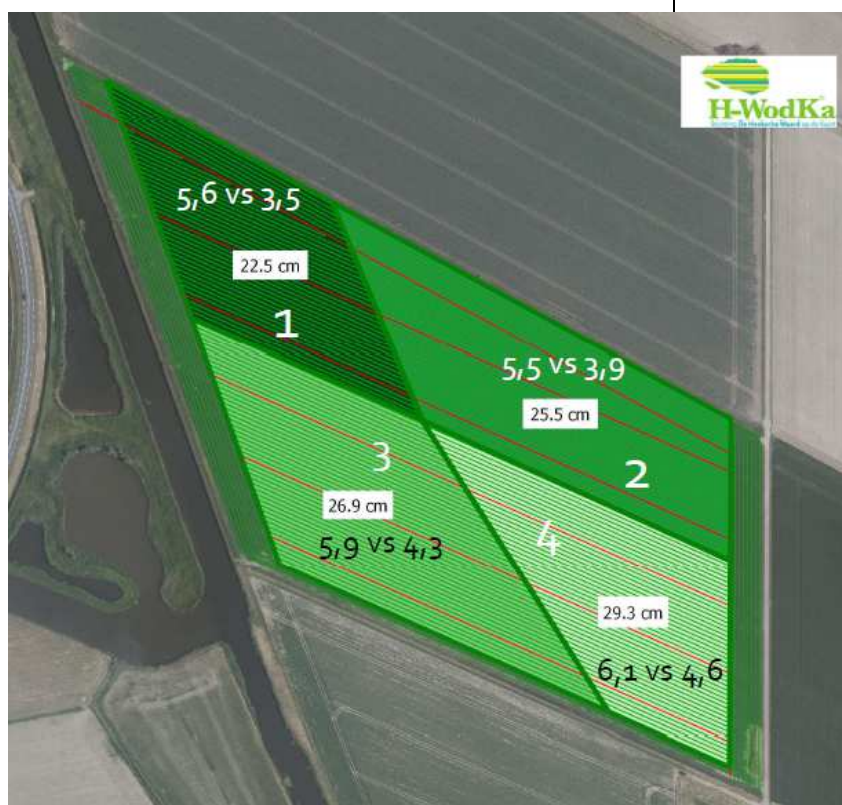 H-WodKa
5,6 vs 3,5
22.5 cm
1
5,5 vs 3,9
25.5 cm
2
3
26.9 cm
5,9 vs 4,3
4
29.3 cm
6,1 vs 4,6